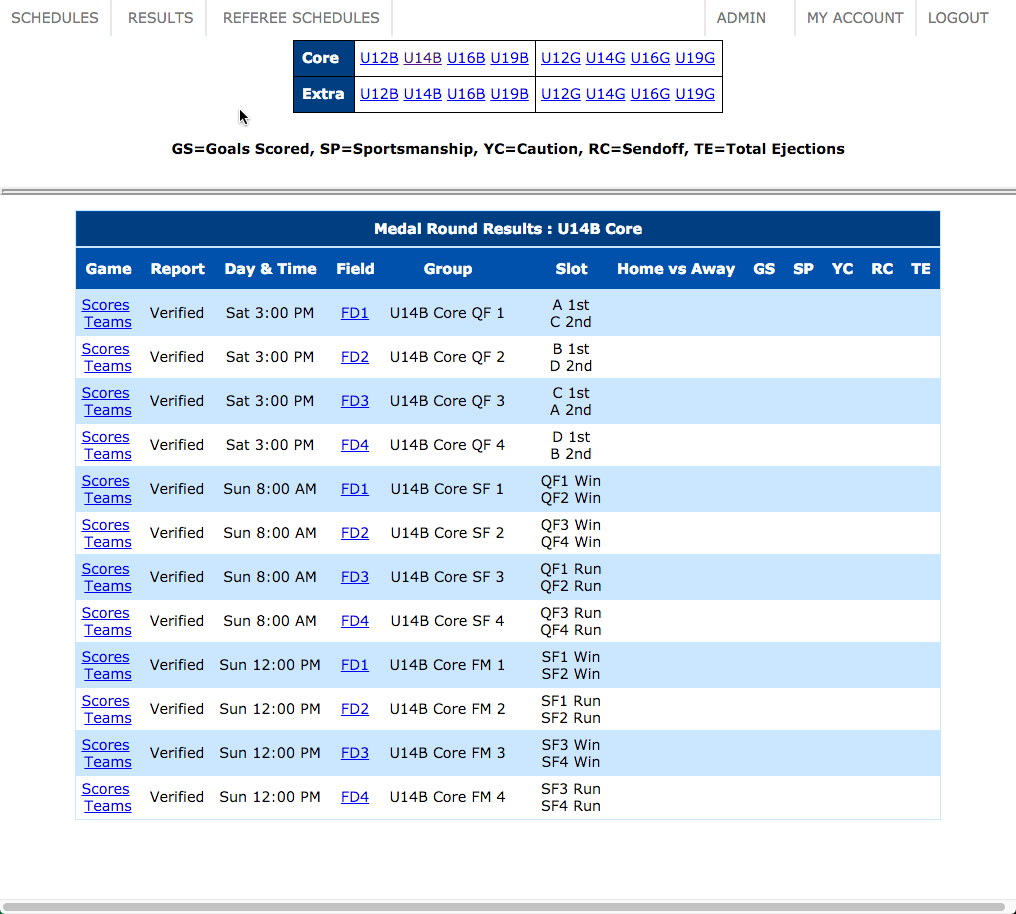 SCHEDULES RESULTS REFEREE SCHEDULES ADMIN MY ACCOUNT LOGOUT
Core U12B U14B U16B U19B U12G U14G U16G U19G
Extra U12B U14B U16B U19B U12G U14G U16G U19G
GS=Goals Scored, SP=Sportsmanship, YC=Caution, RC=Sendoff, TE=Total Ejections
Medal Round Results : U14B Core
Game Report Day & Time Field Group Slot Home vs Away GS SP YC RC TE
Scores Teams Verified Sat 3:00 PM FD1 U14B Core QF 1 A 1st C 2nd
Scores Teams Verified Sat 3:00 PM FD2 U14B Core QF 2 B 1st D 2nd
Scores Teams Verified Sat 3:00 PM FD3 U14B Core QF 3 C 1st A 2nd
Scores Teams Verified Sat 3:00 PM FD4 U14B Core QF 4 D 1st B 2nd
Scores Teams Verified Sun 8:00 AM FD1 U14B Core SF 1 QF1 Win QF2 Win
Scores Teams Verified Sun 8:00 AM FD2 U14B Core SF 2 QF3 Win QF4 Win
Scores Teams Verified Sun 8:00 AM FD3 U14B Core SF 3 QF1 Run QF2 Run
Scores Teams Verified Sun 8:00 AM FD4 U14B Core SF 4 QF3 Run QF4 Run
Scores Teams Verified Sun 12:00 PM FD1 U14B Core FM 1 SF1 Win SF2 Win
Scores Teams Verified Sun 12:00 PM FD2 U14B Core FM 2 SF1 Run SF2 Run
Scores Teams Verified Sun 12:00 PM FD3 U14B Core FM 3 SF3 Win SF4 Win
Scores Teams Verified Sun 12:00 PM FD4 U14B Core FM 4 SF3 Run SF4 Run